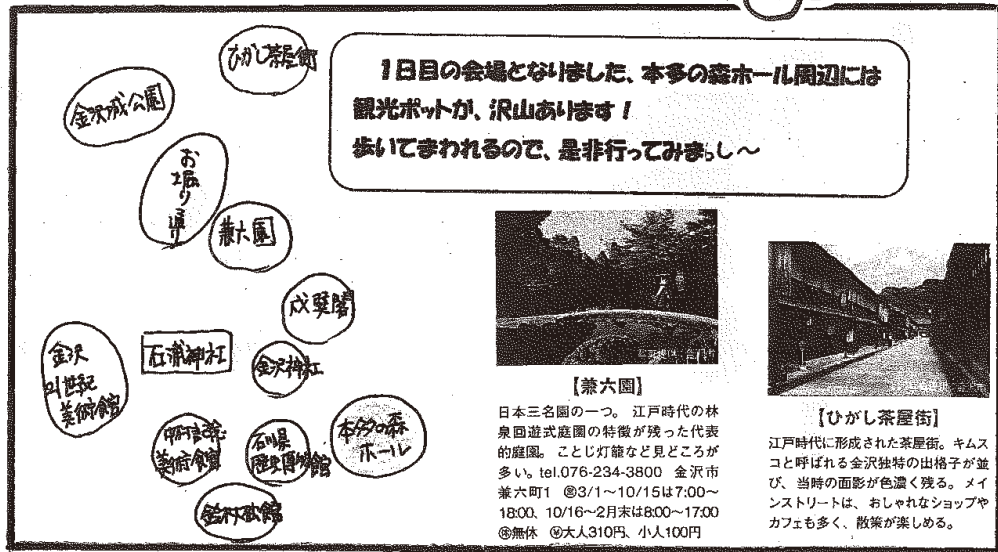 1日目の会場となりました、本多の森ホール周辺には
観光ポットが、沢山あります！
歩いてまわれるので、是非行ってみまっし〜
ひがし茶屋街
金沢城公園
お堀り通り
兼六園
成巽閣
金沢
21世紀
美術館
石浦神社
金沢神社
中村記念
美術館
石川県
歴史博物館
本多の森
ホール
鈴木大拙館
【兼六園】
日本三名園の一つ。江戸時代の林
泉回遊式庭園の特徴が残った代表
的庭園。ことじ灯籠など見どころが
多い。tel.076-234-3800 金沢市
兼六町1 3/1〜10/15は7:00〜
18:00、10/16〜2月末は8:00〜17:00
㊡無休 大人310円、小人100円
【ひがし茶屋街】
江戸時代に形成された茶屋街。キムス
コと呼ばれる金沢独特の出格子が並
び、当時の面影が色濃く残る。メイ
ンストリートは、おしゃれなショップや
カフェも多く、散策が楽しめる。